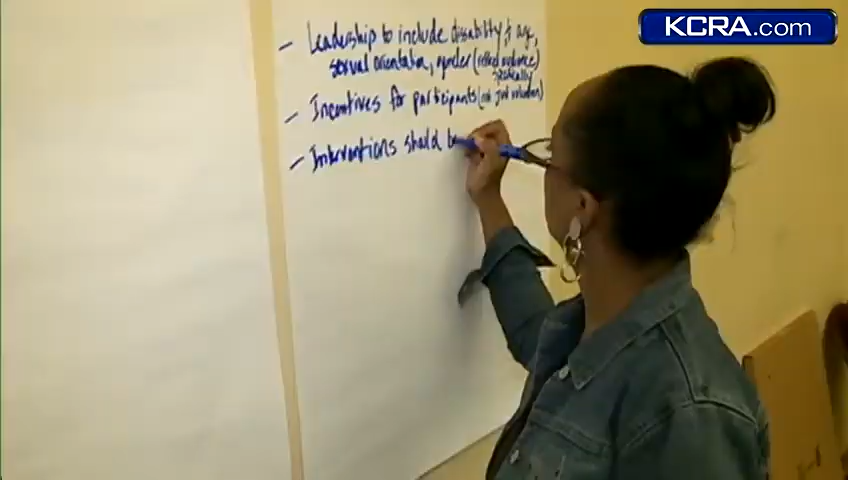 KCRA.com
- Leadership to include disability & age,
sexual orientation, gender (reflect audience)
specifically
- Incentives for participants (not just volunteers)
- Interventions should be